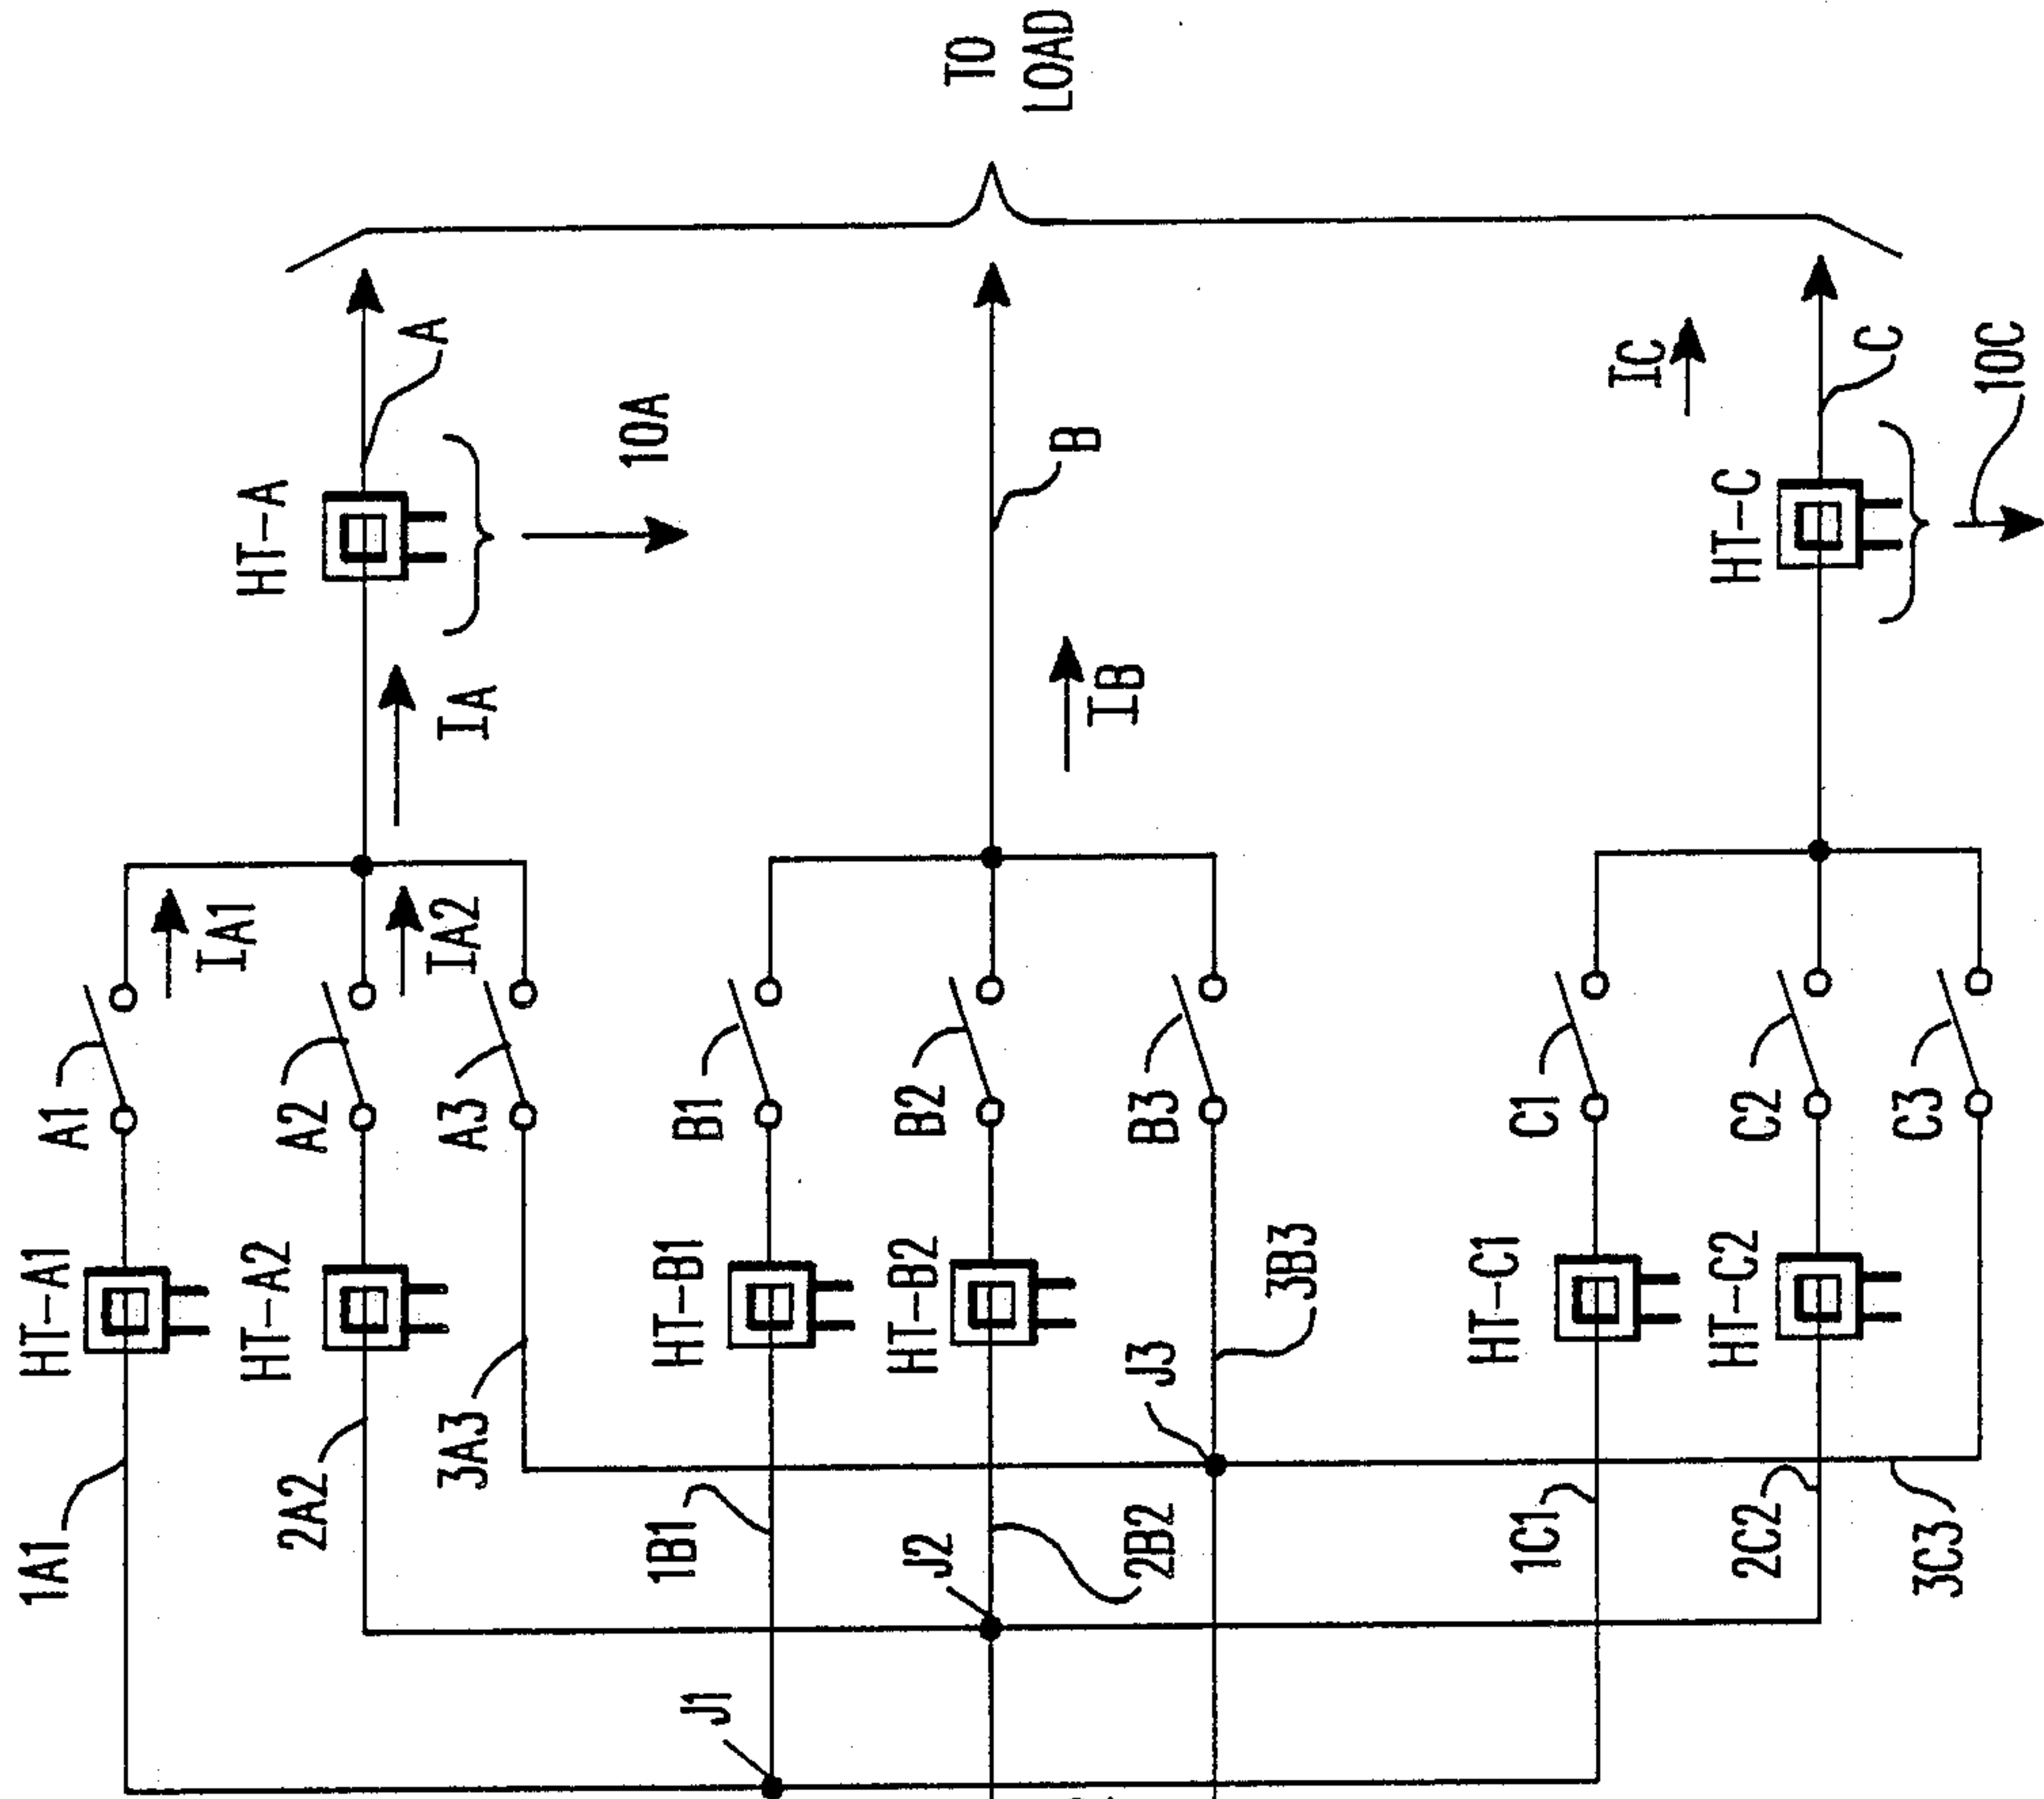 TO
LOAD
A
10A
HT-A
B
IC
C
10C
HT-C
IA
IB
IA1
IA2
A1
A2
A3
B1
B2
B3
C1
C2
C3
HT-A1
HT-A2
HT-B1
HT-B2
3B3
HT-C1
HT-C2
J3
1A1
2A2
3A3
1B1
J2
2B2
1C1
2C2
3C3
J1